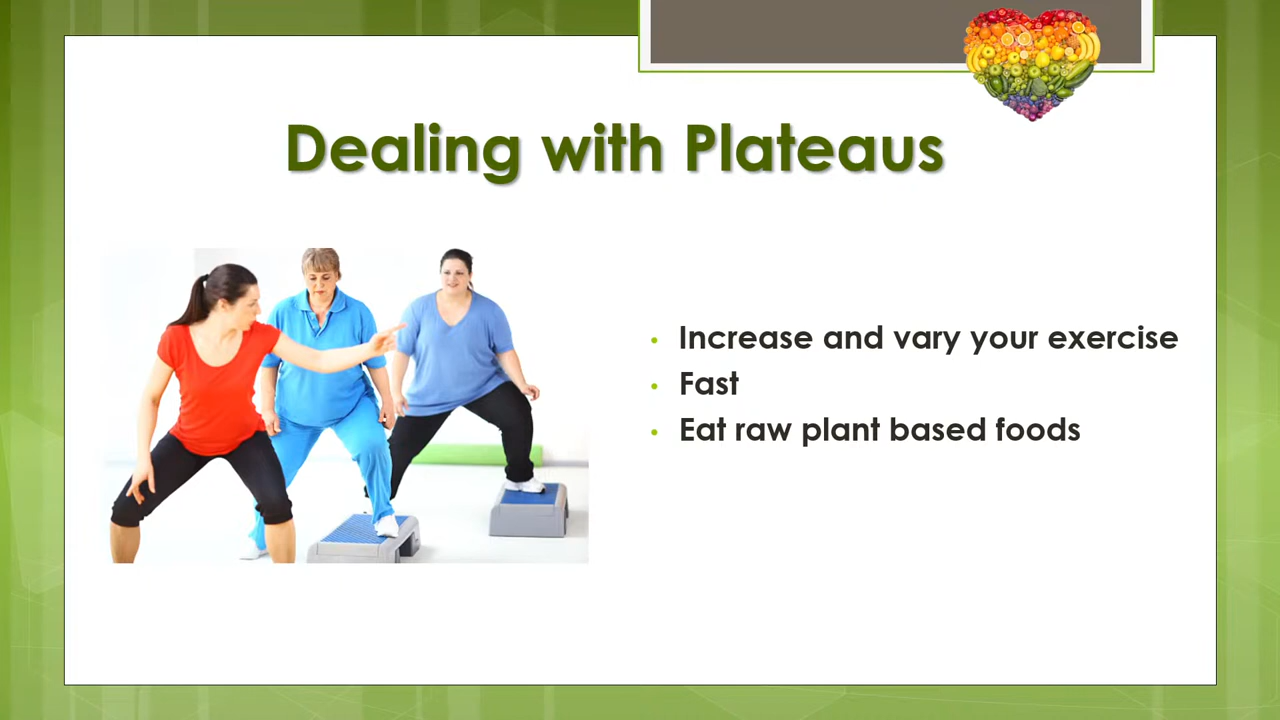 Dealing with Plateaus
Increase and vary your exercise
Fast
Eat raw plant based foods